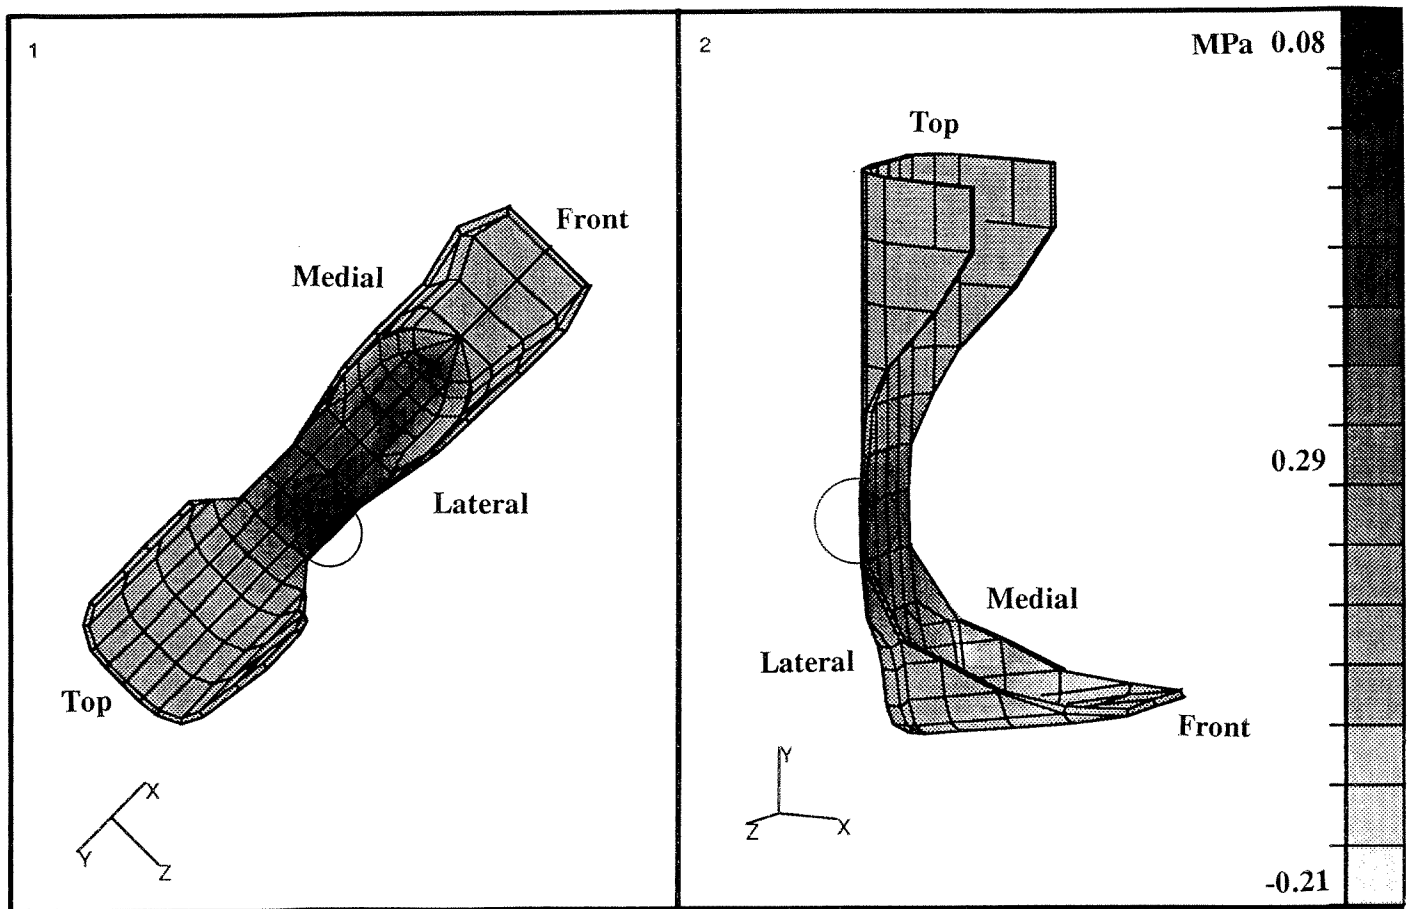 1
Front
Medial
Lateral
Top
X
Y
Z
2
MPa 0.08
Top
0.29
Medial
Lateral
Front
Y
Z
X
-0.21